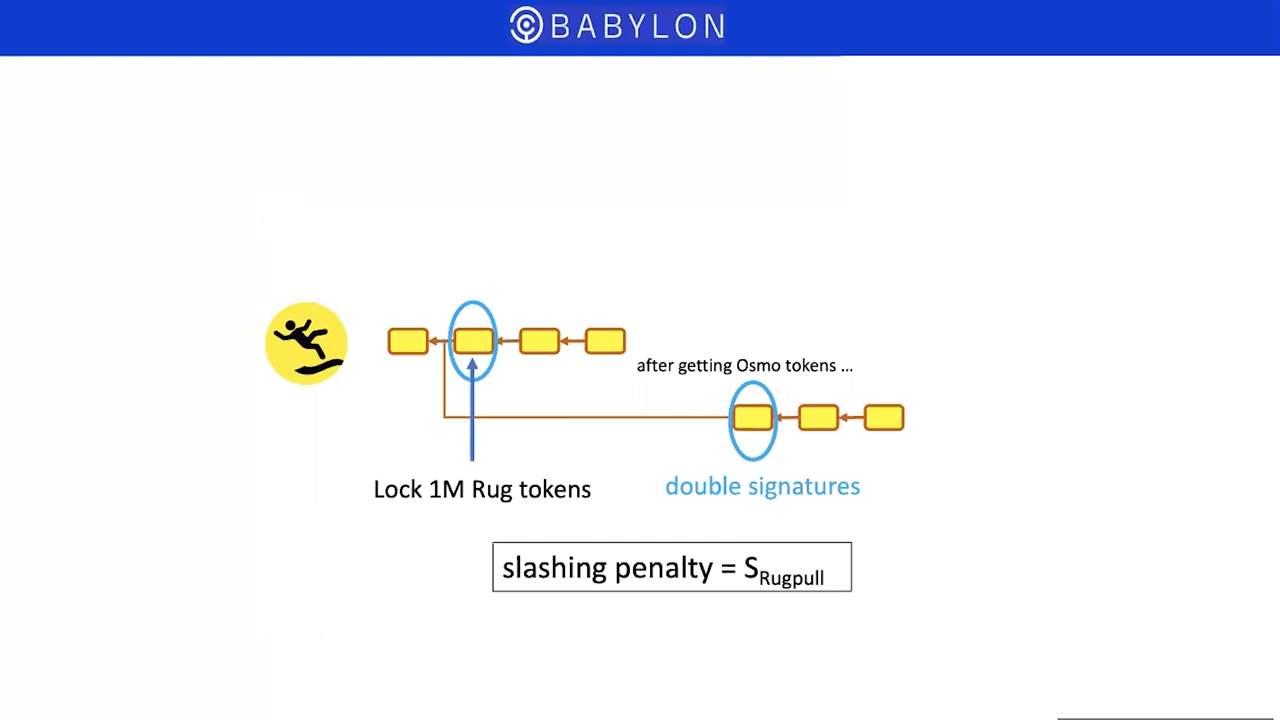 BABYLON
after getting Osmo tokens ...
Lock 1M Rug tokens
double signatures
slashing penalty = S_Rugpull